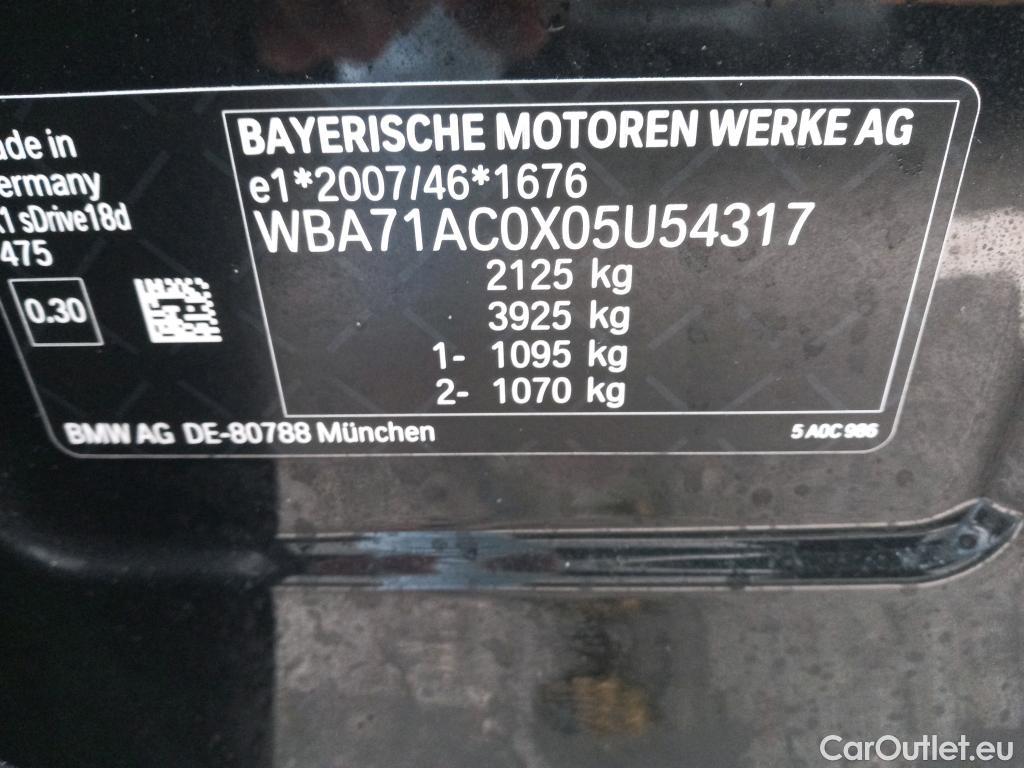 BAYERISCHE MOTOREN WERKE AG
e1*2007/46*1676
WBA71AC0X05U54317
2125 kg
3925 kg
1- 1095 kg
2- 1070 kg
ade in
ermany
1 sDrive18d
475
0.30
BMW AG DE-80788 München
5 A0C 986
CarOutlet.eu